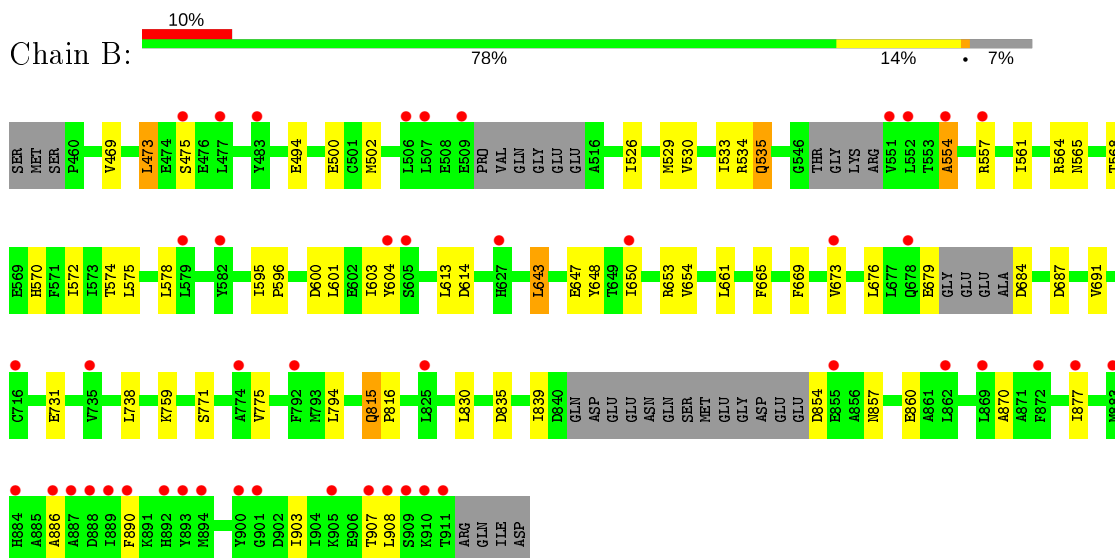 10%
Chain B:
78% 14% • 7%
SER MET SER P460 V469 L473 E474 S475 E476 L477 Y483 E494 E500 C501 M502 L506 L507 E508 E509 PRO VAL GLN GLY GLU GLU A516 I526 M529 V530 I533 R534 Q535 G546 THR GLY LYS ARG V551 L552 T553 A554 R557 I561 R564 N565 T568
E569 H570 F571 I572 I573 T574 L575 L578 L579 Y582 I595 P596 D600 L601 E602 I603 Y604 S605 L613 D614 H627 L643 E647 Y648 T649 I650 R653 V654 L661 F665 F669 V673 L676 L677 Q678 E679 GLY GLU GLU ALA D684 D687 V691
C716 E731 V735 L738 K759 S771 A774 V775 F792 M793 L794 Q815 P816 L825 L830 D835 I839 D840 GLN ASP GLU GLU ASN GLN SER MET GLU GLY ASP GLU GLU D854 E855 A856 N857 E860 A861 L862 L869 A870 A871 F872 I877 M883
H884 A885 A886 A887 D888 I889 F890 K891 H892 Y893 M894 Y900 G901 D902 I903 I904 K905 E906 T907 L908 S909 K910 T911 ARG GLN ILE ASP